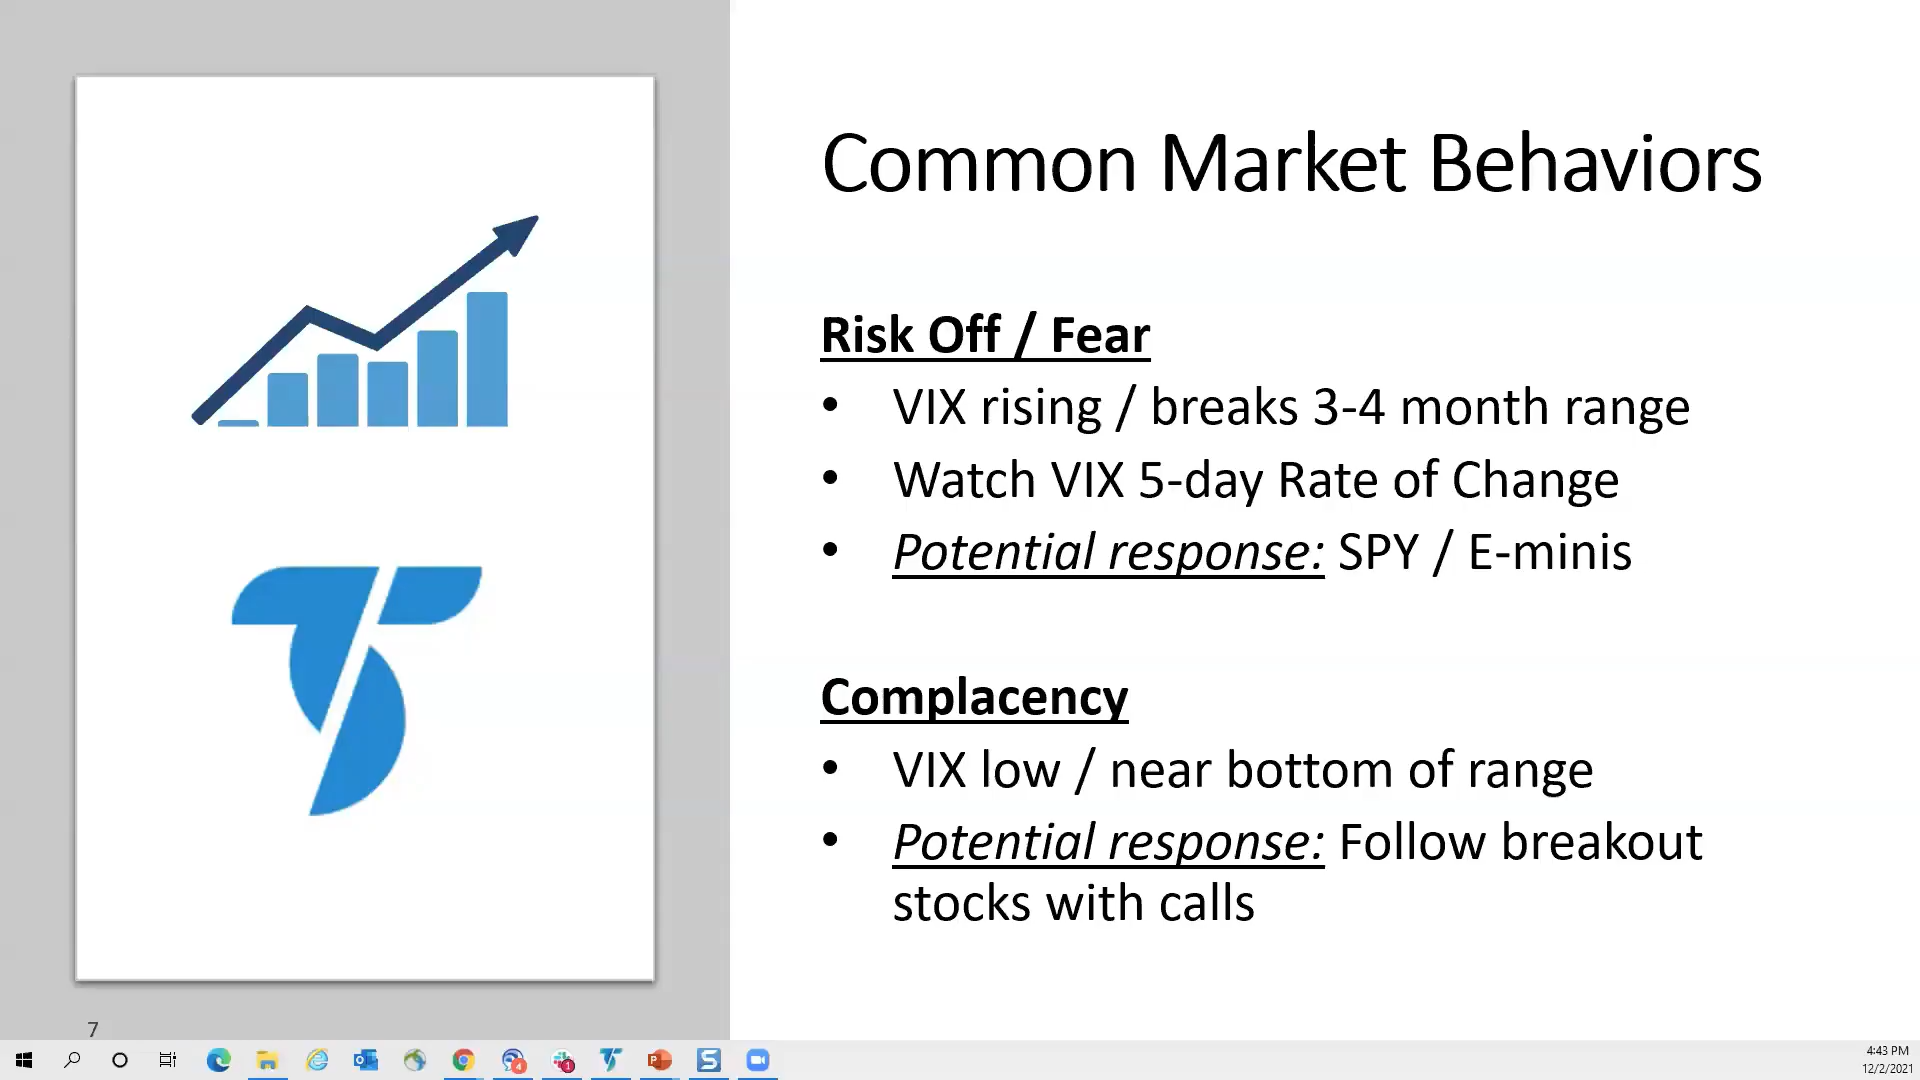 Common Market Behaviors
Risk Off / Fear
• VIX rising / breaks 3-4 month range
• Watch VIX 5-day Rate of Change
• Potential response: SPY / E-minis
Complacency
• VIX low / near bottom of range
• Potential response: Follow breakout
stocks with calls
7
4
1
4:43 PM
12/2/2021